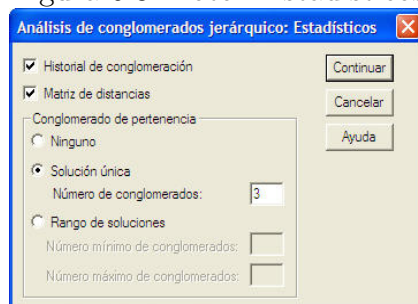 Análisis de conglomerados jerárquico: Estadísticos
Historial de conglomeración
Continuar
Matriz de distancias
Cancelar
Conglomerado de pertenencia
Ninguno
Ayuda
Solución única
Número de conglomerados: 3
Rango de soluciones
Número mínimo de conglomerados:
Número máximo de conglomerados: